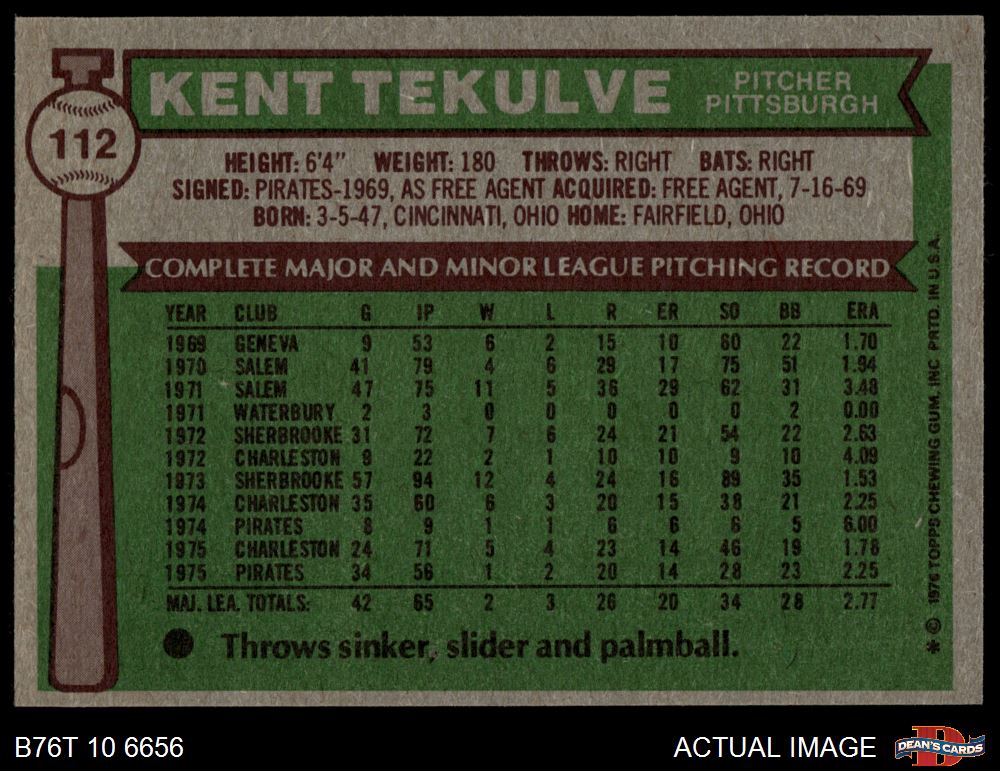 KENT TEKULVE
PITCHER
PITTSBURGH
112
HEIGHT: 6'4" WEIGHT: 180 THROWS: RIGHT BATS: RIGHT
SIGNED: PIRATES-1969, AS FREE AGENT ACQUIRED: FREE AGENT, 7-16-69
BORN: 3-5-47, CINCINNATI, OHIO HOME: FAIRFIELD, OHIO
COMPLETE MAJOR AND MINOR LEAGUE PITCHING RECORD
YEAR CLUB G IP W L R ER SO BB ERA
1969 GENEVA 9 53 6 2 15 10 60 22 1.70
1970 SALEM 41 79 4 6 29 17 75 51 1.94
1971 SALEM 47 75 11 5 36 29 62 31 3.48
1971 WATERBURY 2 3 0 0 0 0 0 2 0.00
1972 SHERBROOKE 31 72 7 6 24 21 54 22 2.63
1972 CHARLESTON 9 22 2 1 10 10 9 10 4.09
1973 SHERBROOKE 57 94 12 4 24 16 89 35 1.53
1974 CHARLESTON 35 60 6 3 20 15 38 21 2.25
1974 PIRATES 8 9 1 1 6 6 6 5 6.00
1975 CHARLESTON 24 71 5 4 23 14 46 19 1.78
1975 PIRATES 34 56 1 2 20 14 28 23 2.25
MAJ. LEA. TOTALS: 42 65 2 3 26 20 34 28 2.77
Throws sinker, slider and palmball.
* © 1976 TOPPS CHEWING GUM, INC PRTD. IN U.S.A.
B76T 10 6656
ACTUAL IMAGE
D
DEAN'S CARDS